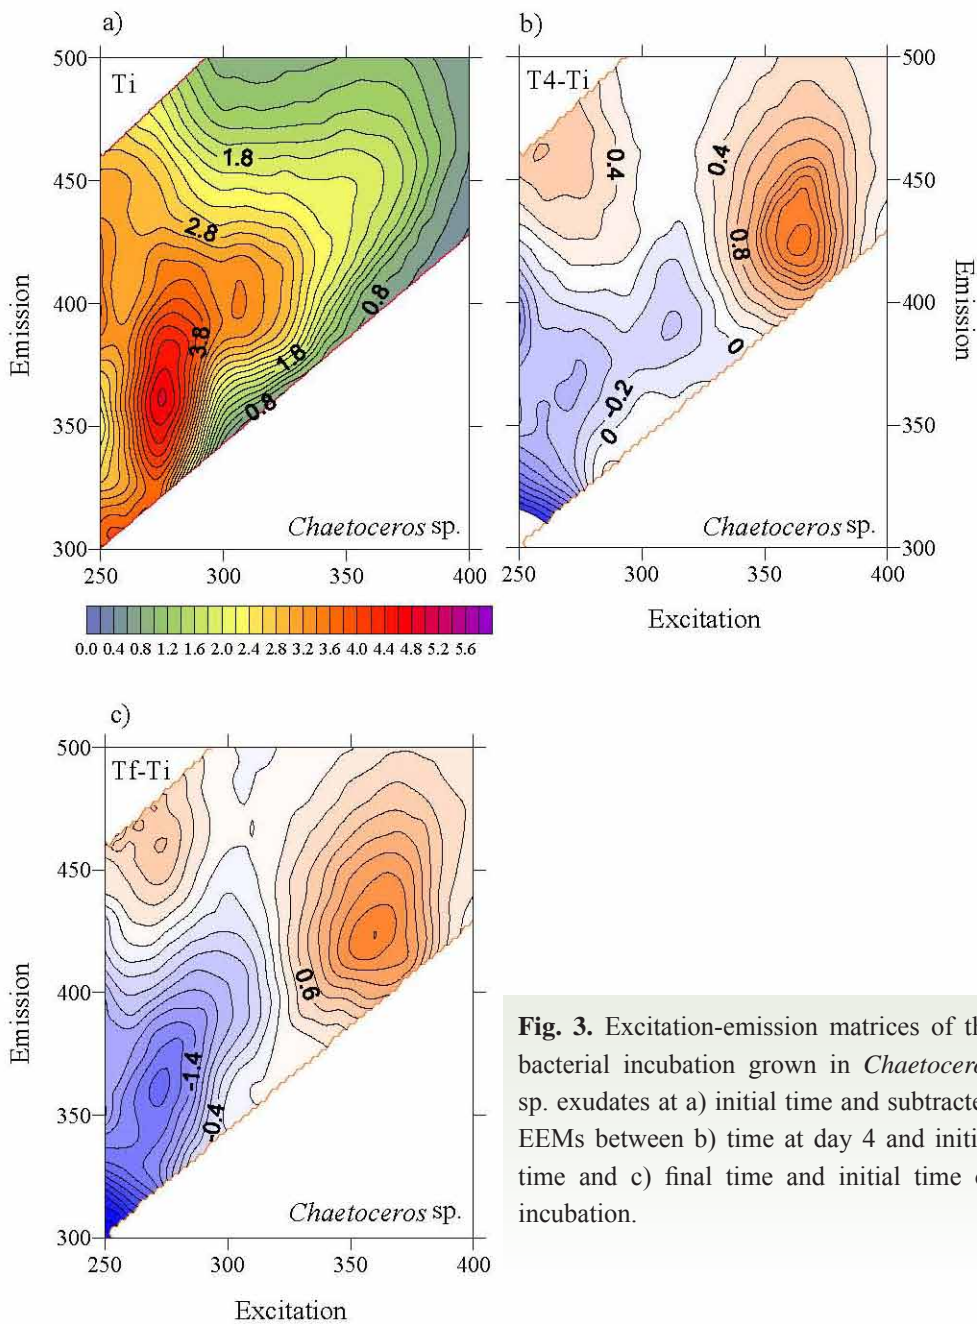 a)
b)
500
Ti
1.8
450
2.8
Emission
400
3.8
0.8
1.8
350
0.8
Chaetoceros sp.
300
250 300 350 400
T4-Ti
500
0.4
0.4
450
0.8
400
Emission
0
-0.2
350
0
Chaetoceros sp.
300
250 300 350 400
Excitation
0.0 0.4 0.8 1.2 1.6 2.0 2.4 2.8 3.2 3.6 4.0 4.4 4.8 5.2 5.6
c)
500
Tf-Ti
450
Emission
400
0.6
-1.4
350
-0.4
Chaetoceros sp.
300
250 300 350 400
Excitation
Fig. 3. Excitation-emission matrices of
bacterial incubation grown in
sp. exudates at a) initial time and
EEMs between b) time at day 4 and
time and c) final time and initial time
incubation.